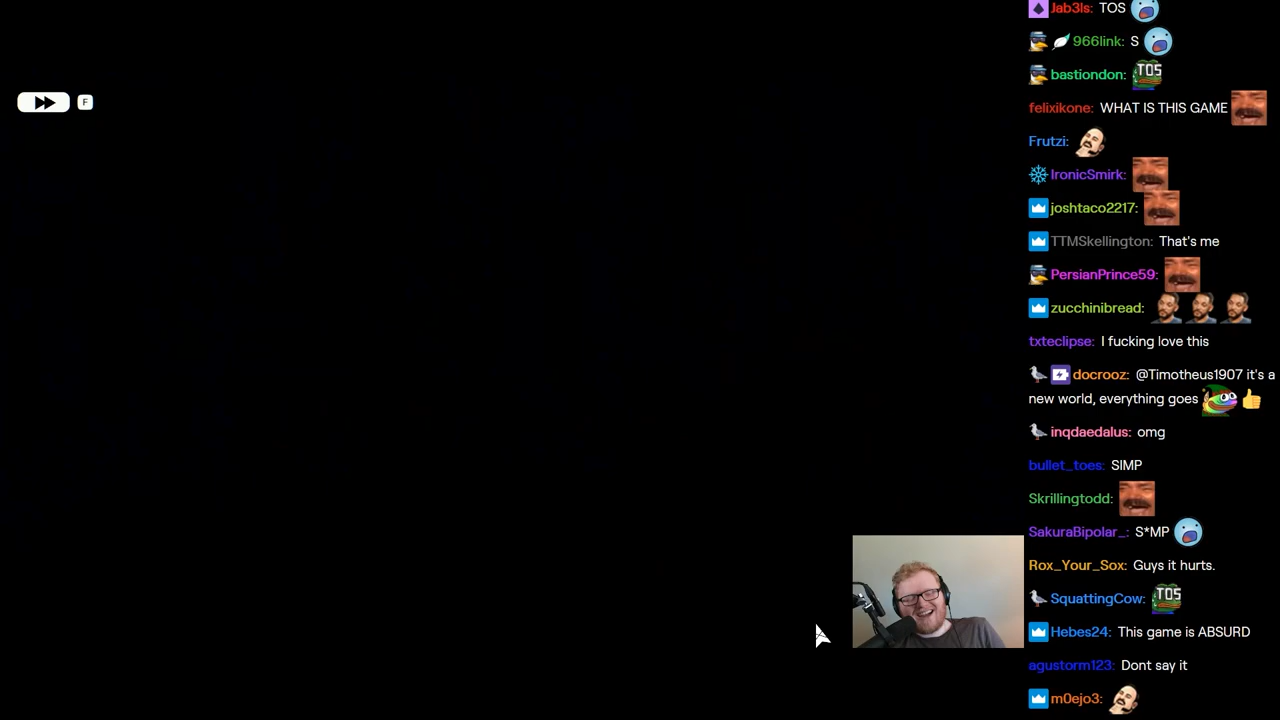 Jab3ls: TOS
966link: S
bastiondon: TOS
F
felixikone: WHAT IS THIS GAME
Frutzi:
IronicSmirk:
joshtaco2217:
TTMSkellington: That's me
PersianPrince59:
zucchinibread:
txteclipse: I fucking love this
docrooz: @Timotheus1907 it's a
new world, everything goes
inqdaedalus: omg
bullet_toes: SIMP
Skrillingtodd:
SakuraBipolar_: S*MP
Rox_Your_Sox: Guys it hurts.
SquattingCow: TOS
Hebes24: This game is ABSURD
agustorm123: Dont say it
m0ejo3: